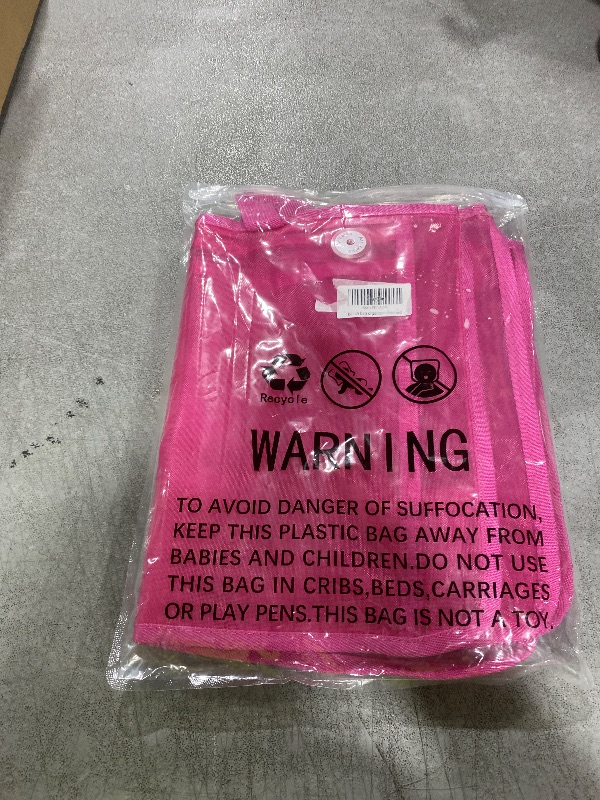 Recycle
WARNING
TO AVOID DANGER OF SUFFOCATION,
KEEP THIS PLASTIC BAG AWAY FROM
BABIES AND CHILDREN.DO NOT USE
THIS BAG IN CRIBS,BEDS,CARRIAGES
OR PLAY PENS.THIS BAG IS NOT A TOY.